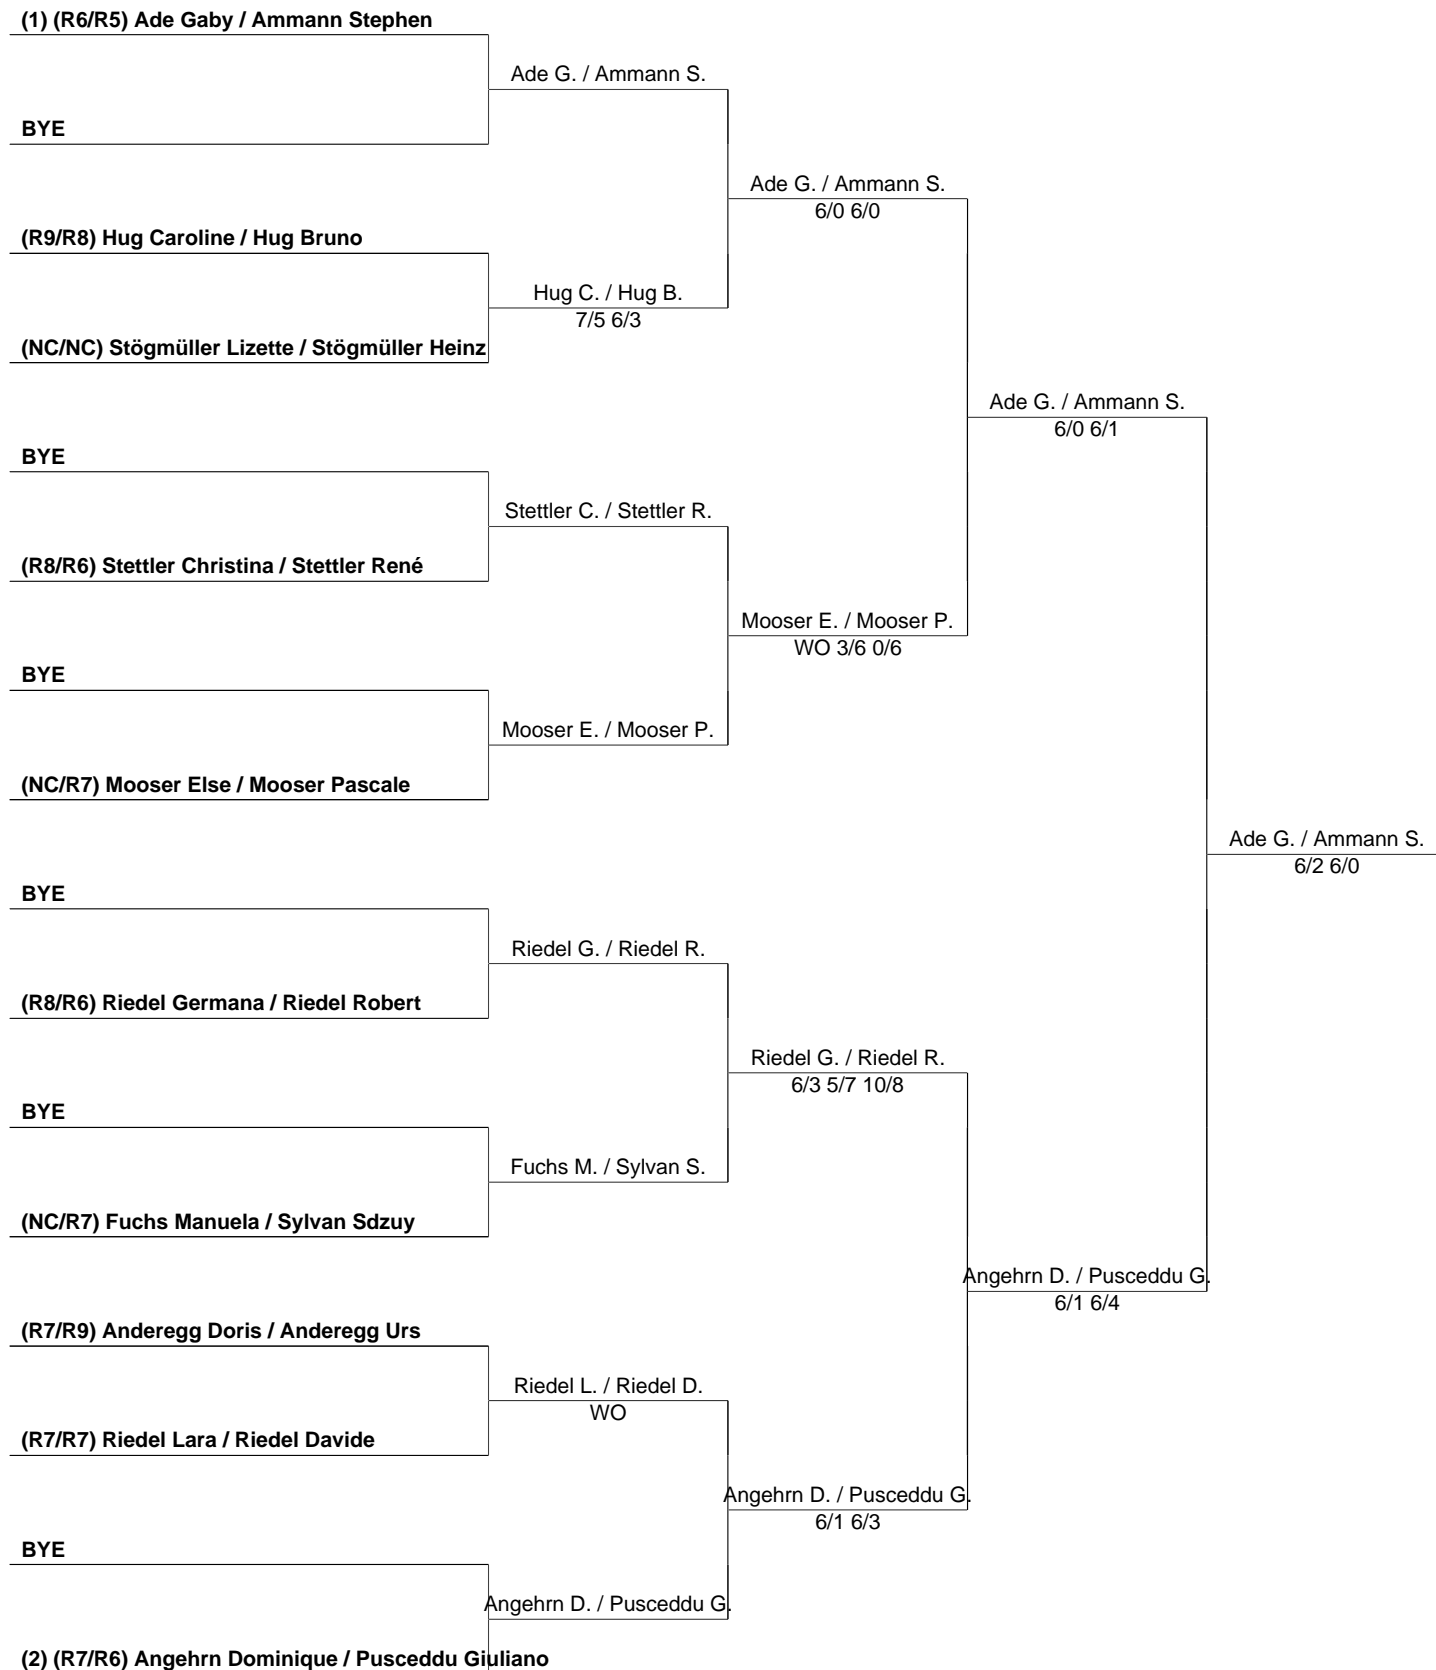 (1) (R6/R5) Ade Gaby / Ammann Stephen
Ade G. / Ammann S.
BYE
Ade G. / Ammann S.
6/0 6/0
(R9/R8) Hug Caroline / Hug Bruno
Hug C. / Hug B.
7/5 6/3
(NC/NC) Stögmüller Lizette / Stögmüller Heinz
Ade G. / Ammann S.
6/0 6/1
BYE
Stettler C. / Stettler R.
(R8/R6) Stettler Christina / Stettler René
Mooser E. / Mooser P.
WO 3/6 0/6
BYE
Mooser E. / Mooser P.
(NC/R7) Mooser Else / Mooser Pascale
Ade G. / Ammann S.
6/2 6/0
BYE
Riedel G. / Riedel R.
(R8/R6) Riedel Germana / Riedel Robert
Riedel G. / Riedel R.
6/3 5/7 10/8
BYE
Fuchs M. / Sylvan S.
(NC/R7) Fuchs Manuela / Sylvan Sdzuy
Angehrn D. / Pusceddu G.
6/1 6/4
(R7/R9) Anderegg Doris / Anderegg Urs
Riedel L. / Riedel D.
WO
(R7/R7) Riedel Lara / Riedel Davide
Angehrn D. / Pusceddu G.
6/1 6/3
BYE
Angehrn D. / Pusceddu G.
(2) (R7/R6) Angehrn Dominique / Pusceddu Giuliano